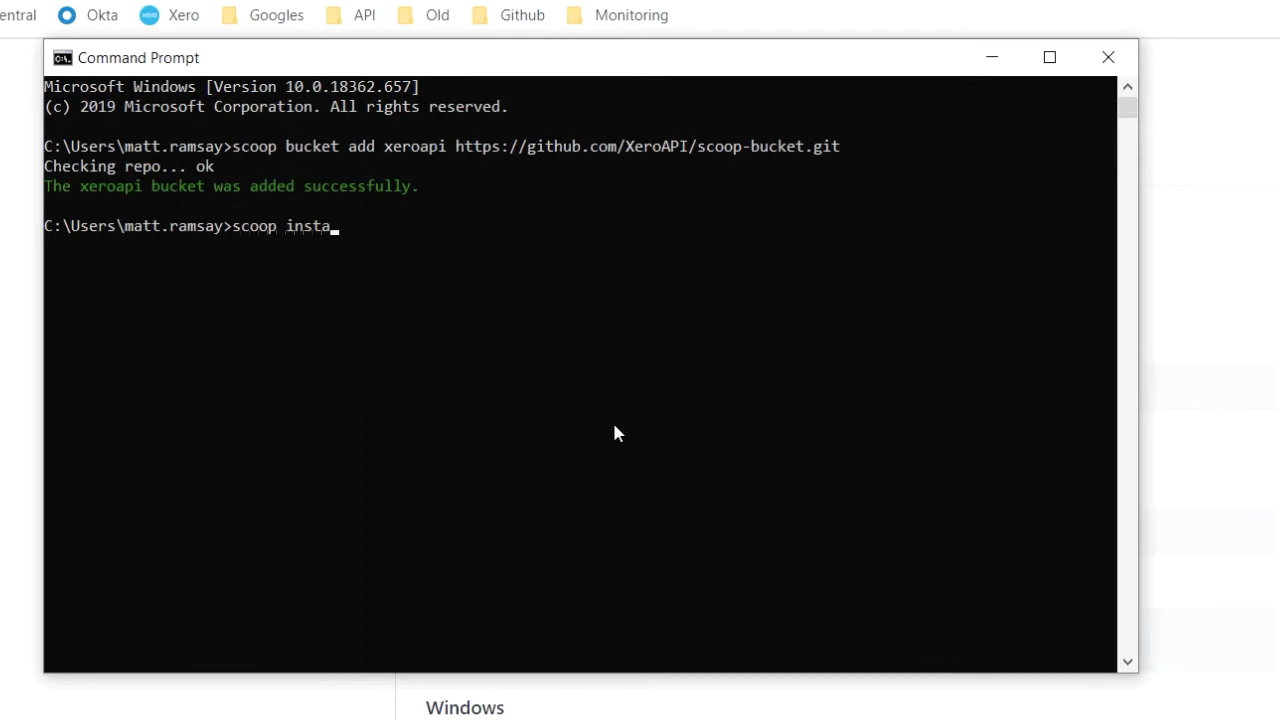 entral Okta Xero Googles API Old Github Monitoring
Command Prompt
Microsoft Windows [Version 10.0.18362.657]
(c) 2019 Microsoft Corporation. All rights reserved.
C:\Users\matt.ramsay>scoop bucket add xeroapi https://github.com/XeroAPI/scoop-bucket.git
Checking repo... ok
The xeroapi bucket was added successfully.
C:\Users\matt.ramsay>scoop insta
Windows